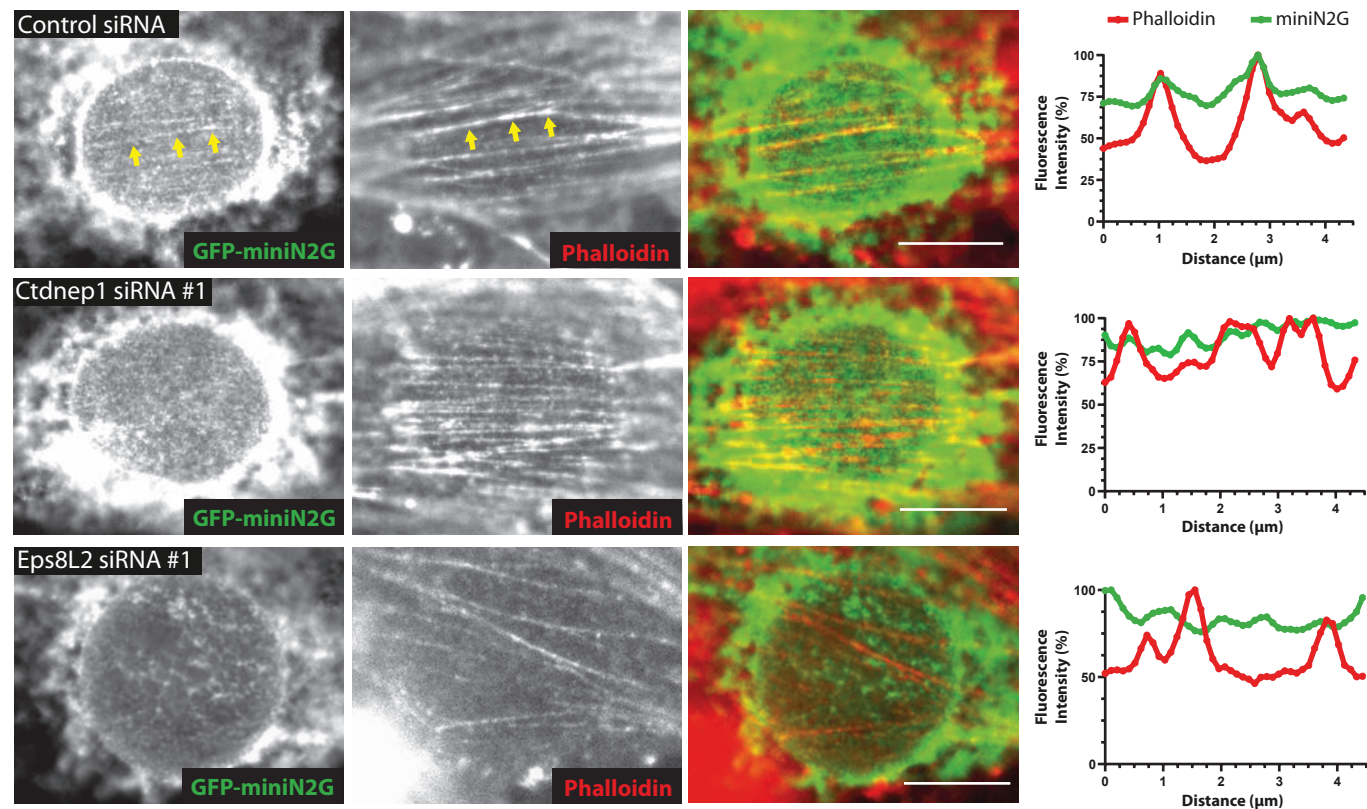 Control siRNA
GFP-miniN2G
Phalloidin
Phalloidin miniN2G
Fluorescence
Intensity (%)
100
75
50
25
0
0 1 2 3 4
Distance (µm)
Ctdnep1 siRNA #1
GFP-miniN2G
Phalloidin
Fluorescence
Intensity (%)
100
75
50
25
0
0 1 2 3 4
Distance (µm)
Eps8L2 siRNA #1
GFP-miniN2G
Phalloidin
Fluorescence
Intensity (%)
100
50
0
0 1 2 3 4
Distance (µm)